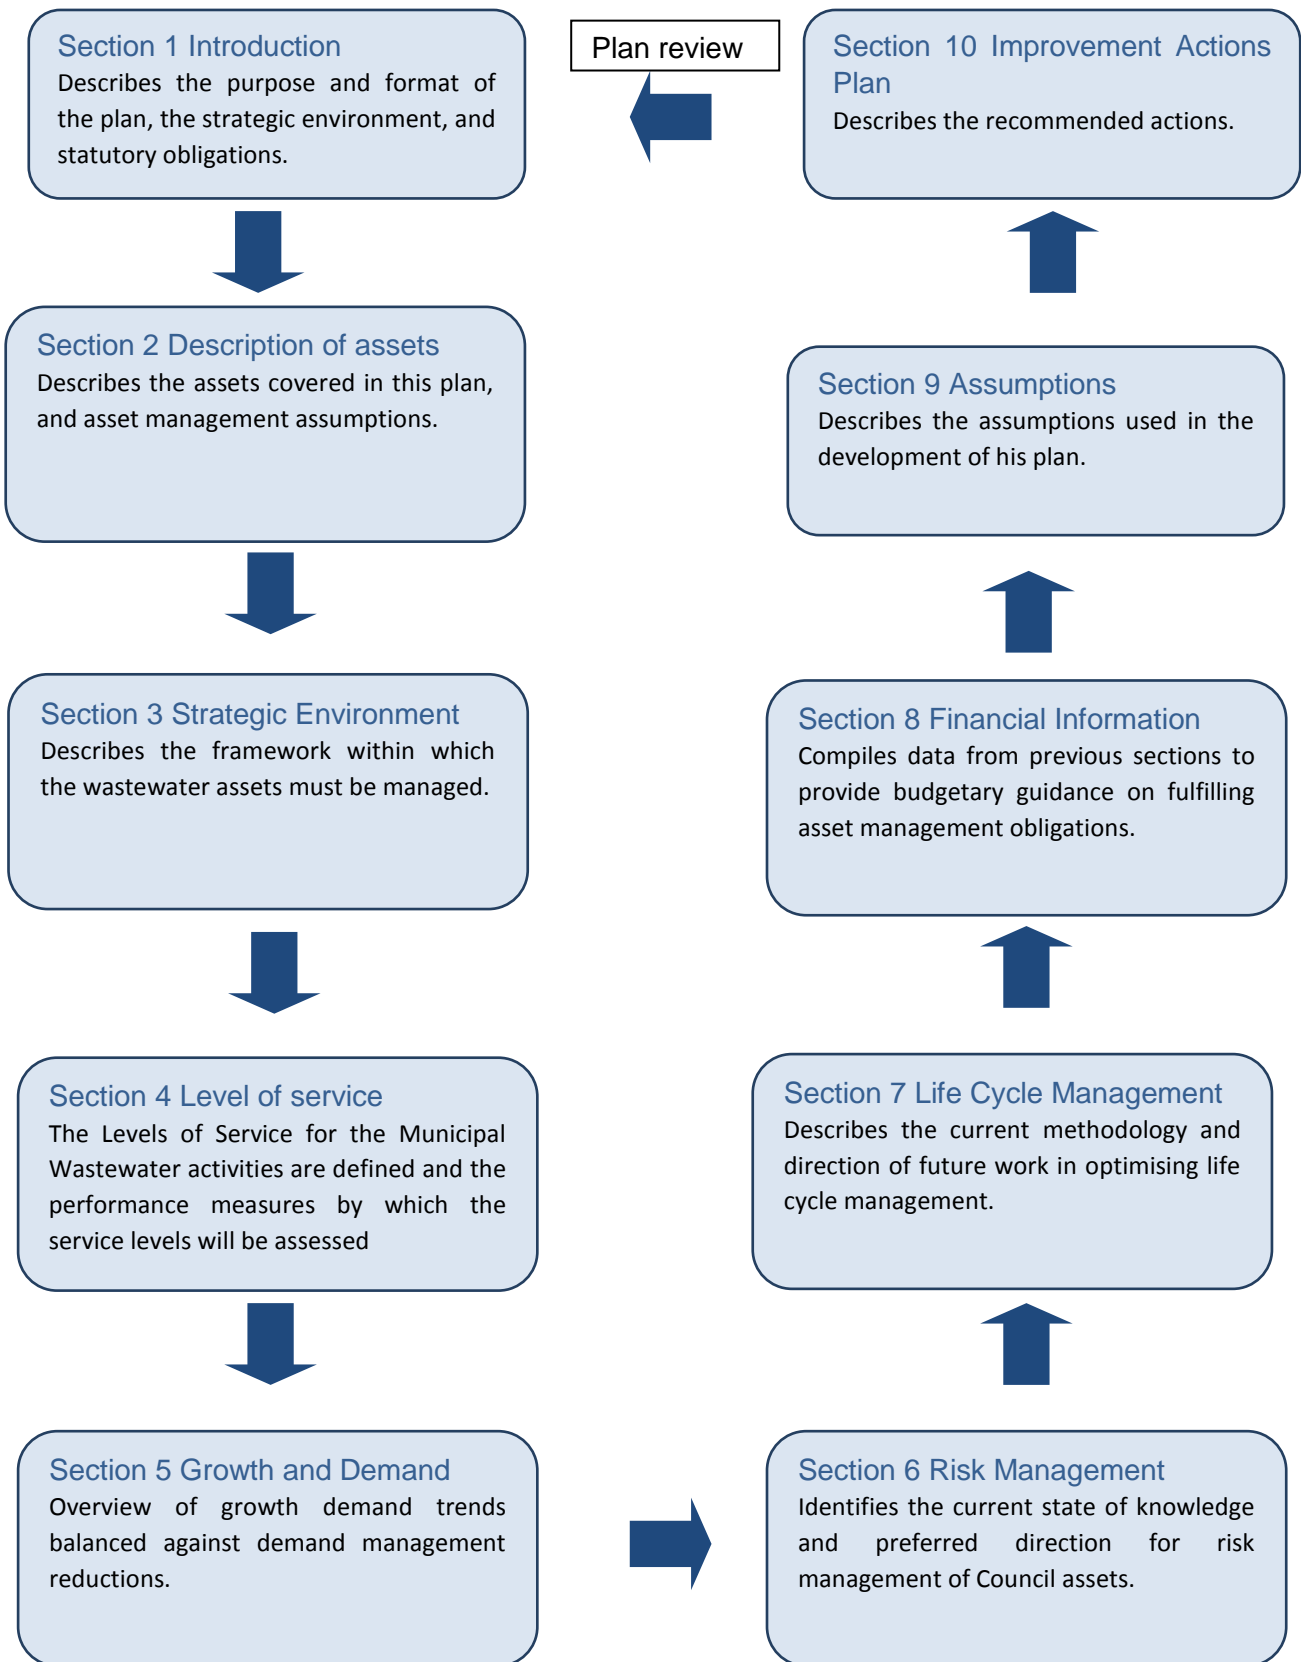 Section 1 Introduction
Describes the purpose and format of
the plan, the strategic environment, and
statutory obligations.
Plan review
Section 10 Improvement Actions
Plan
Describes the recommended actions.
Section 2 Description of assets
Describes the assets covered in this plan,
and asset management assumptions.
Section 9 Assumptions
Describes the assumptions used in the
development of his plan.
Section 3 Strategic Environment
Describes the framework within which
the wastewater assets must be managed.
Section 8 Financial Information
Compiles data from previous sections to
provide budgetary guidance on fulfilling
asset management obligations.
Section 4 Level of service
The Levels of Service for the Municipal
Wastewater activities are defined and the
performance measures by which the
service levels will be assessed
Section 7 Life Cycle Management
Describes the current methodology and
direction of future work in optimising life
cycle management.
Section 5 Growth and Demand
Overview of growth demand trends
balanced against demand management
reductions.
Section 6 Risk Management
Identifies the current state of knowledge
and preferred direction for risk
management of Council assets.